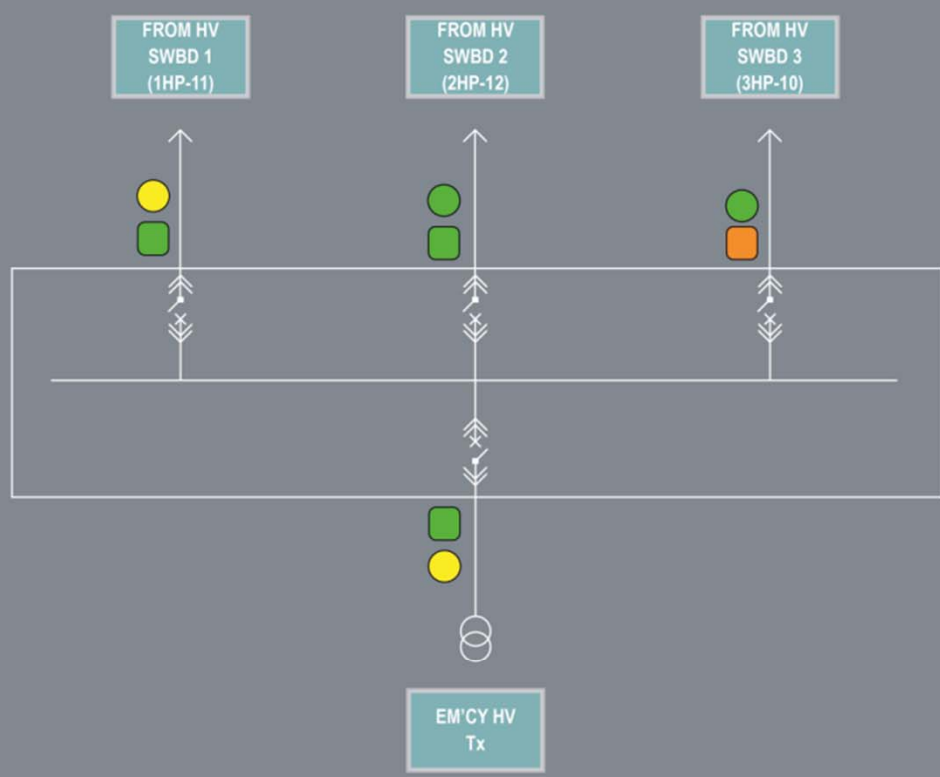 FROM HV
SWBD 1
(1HP-11)
FROM HV
SWBD 2
(2HP-12)
FROM HV
SWBD 3
(3HP-10)
EM'CY HV
Tx